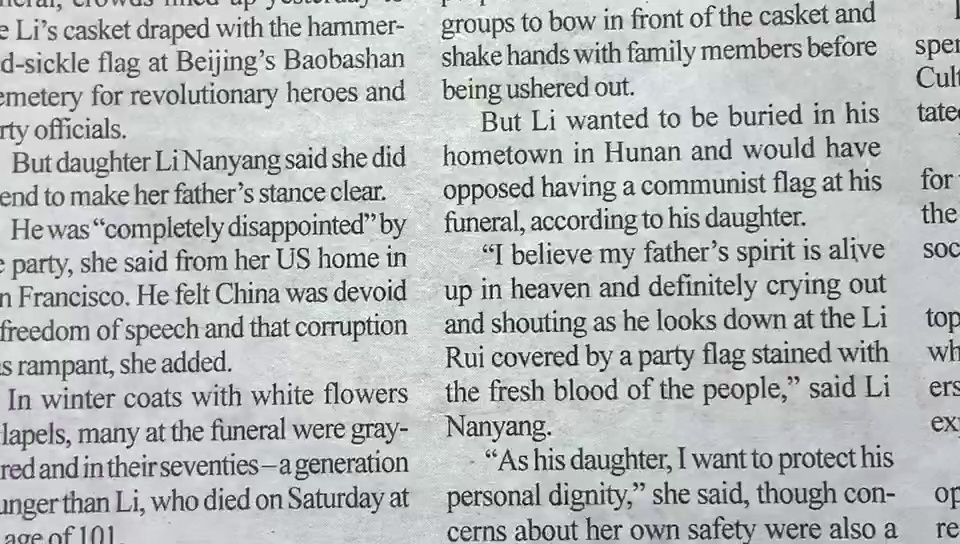 Li's casket draped with the hammer-
d-sickle flag at Beijing's Baobashan
emetery for revolutionary heroes and
rty officials.
But daughter Li Nanyang said she did
end to make her father's stance clear.
He was “completely disappointed” by
party, she said from her US home in
n Francisco. He felt China was devoid
freedom of speech and that corruption
s rampant, she added.
In winter coats with white flowers
lapels, many at the funeral were gray-
red and in their seventies–a generation
unger than Li, who died on Saturday at
age of 101.
groups to bow in front of the casket and
shake hands with family members before
being ushered out.
But Li wanted to be buried in his
hometown in Hunan and would have
opposed having a communist flag at his
funeral, according to his daughter.
“I believe my father's spirit is alive
up in heaven and definitely crying out
and shouting as he looks down at the Li
Rui covered by a party flag stained with
the fresh blood of the people,” said Li
Nanyang.
“As his daughter, I want to protect his
personal dignity,” she said, though con-
cerns about her own safety were also a
spe
Cult
tate
for
the
soc
top
wh
ers
ex
op
re